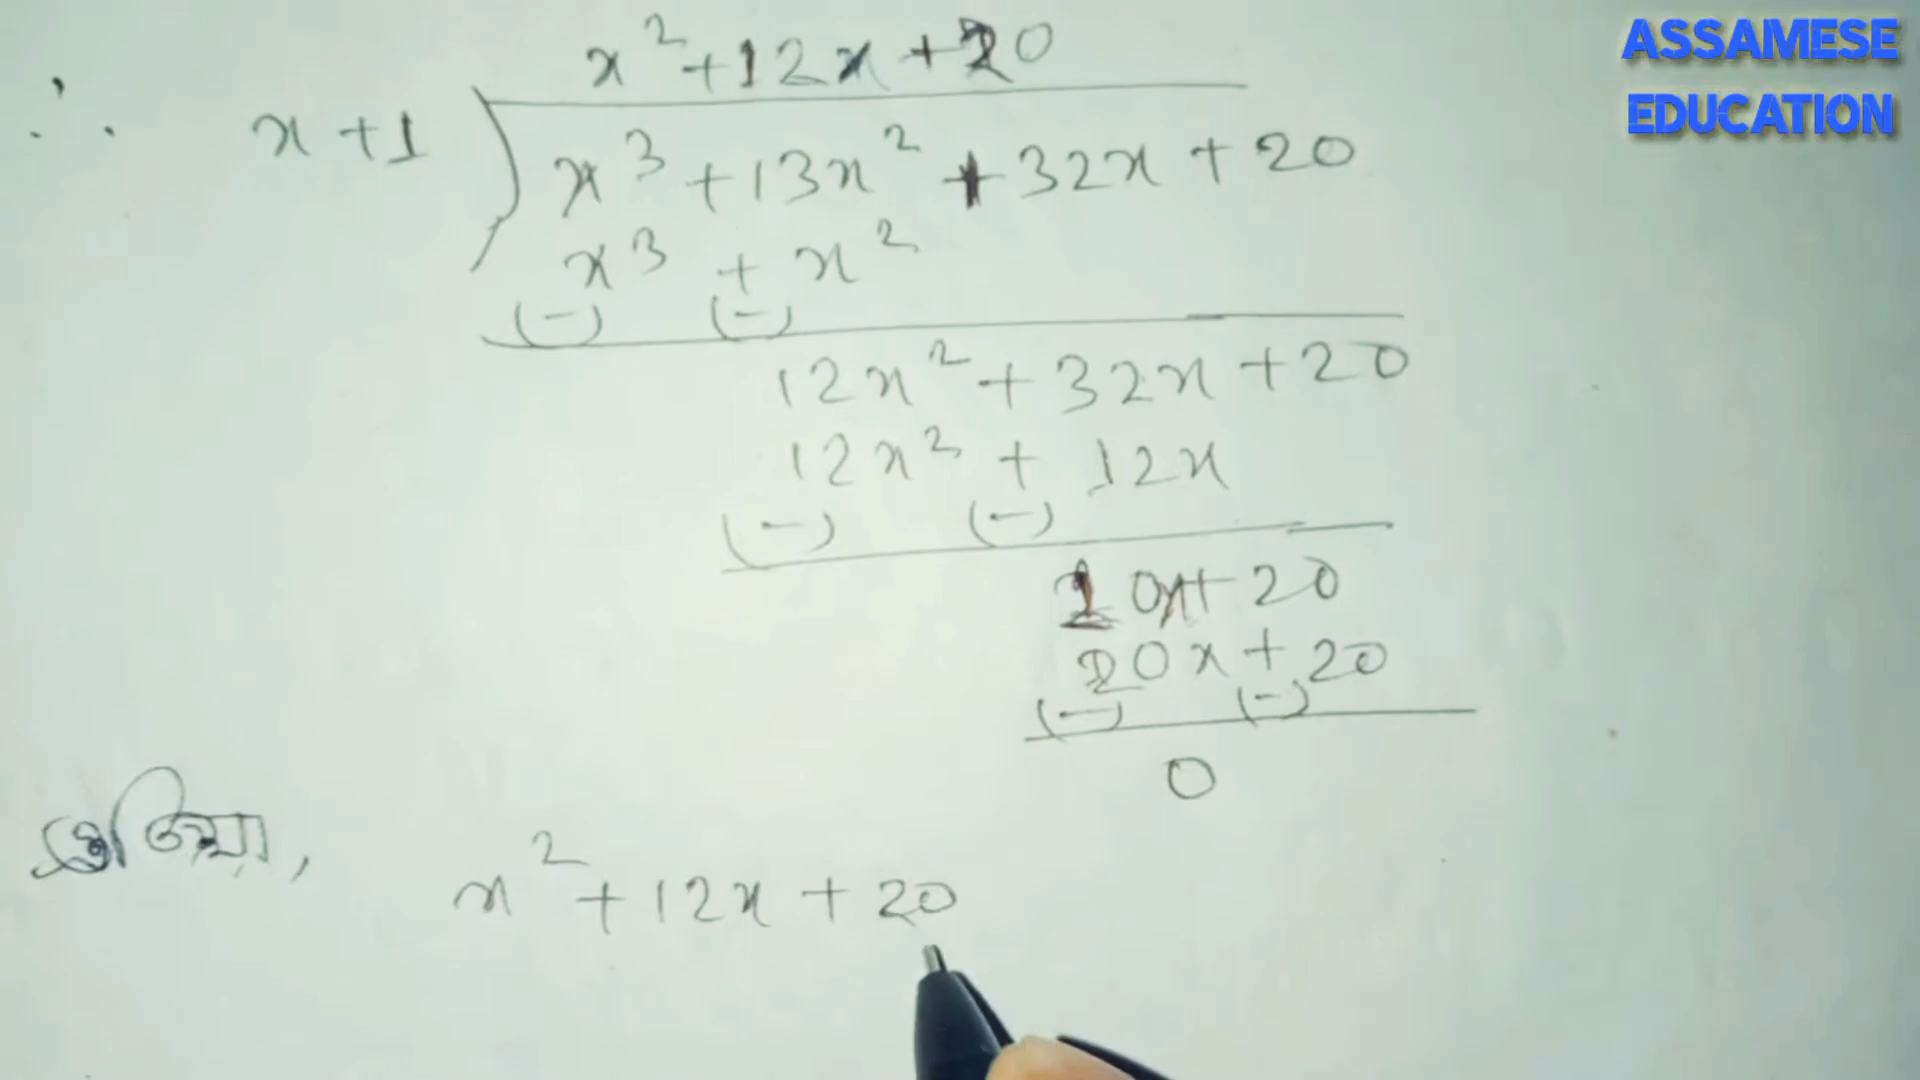 ASSAMESE
EDUCATION
x² + 12x + 20
∴ x + 1 ) x³ + 13x² + 32x + 20
x³ + x²
(-) (-)
12x² + 32x + 20
12x² + 12x
(-) (-)
20x + 20
20x + 20
(-) (-)
0
এতিয়া,
x² + 12x + 20